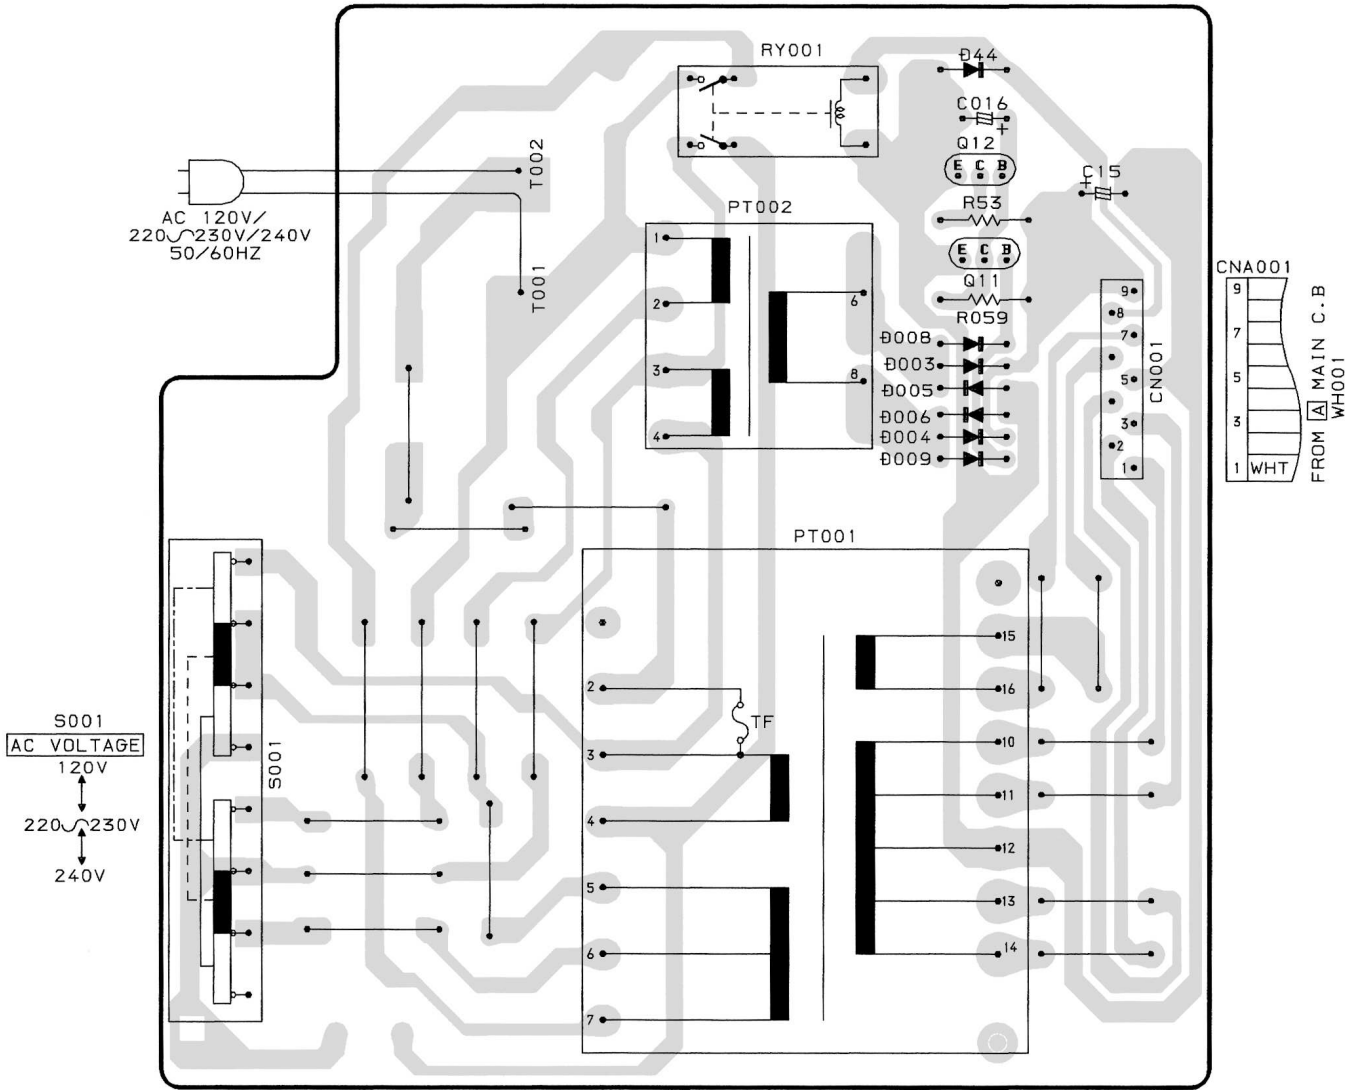 RY001
D44
C016
+
Q12
E C B
C15
+
R53
E C B
Q11
R059
T002
T001
AC 120V/
220~230V/240V
50/60HZ
PT002
1
2
3
4
6
8
D008
D003
D005
D006
D004
D009
9
8
7
5
3
2
1
CN001
CNA001
9
7
5
3
1 WHT
FROM A MAIN C.B
WH001
PT001
2
3
4
5
6
7
TF
15
16
10
11
12
13
14
S001
S001
AC VOLTAGE
120V
220~230V
240V